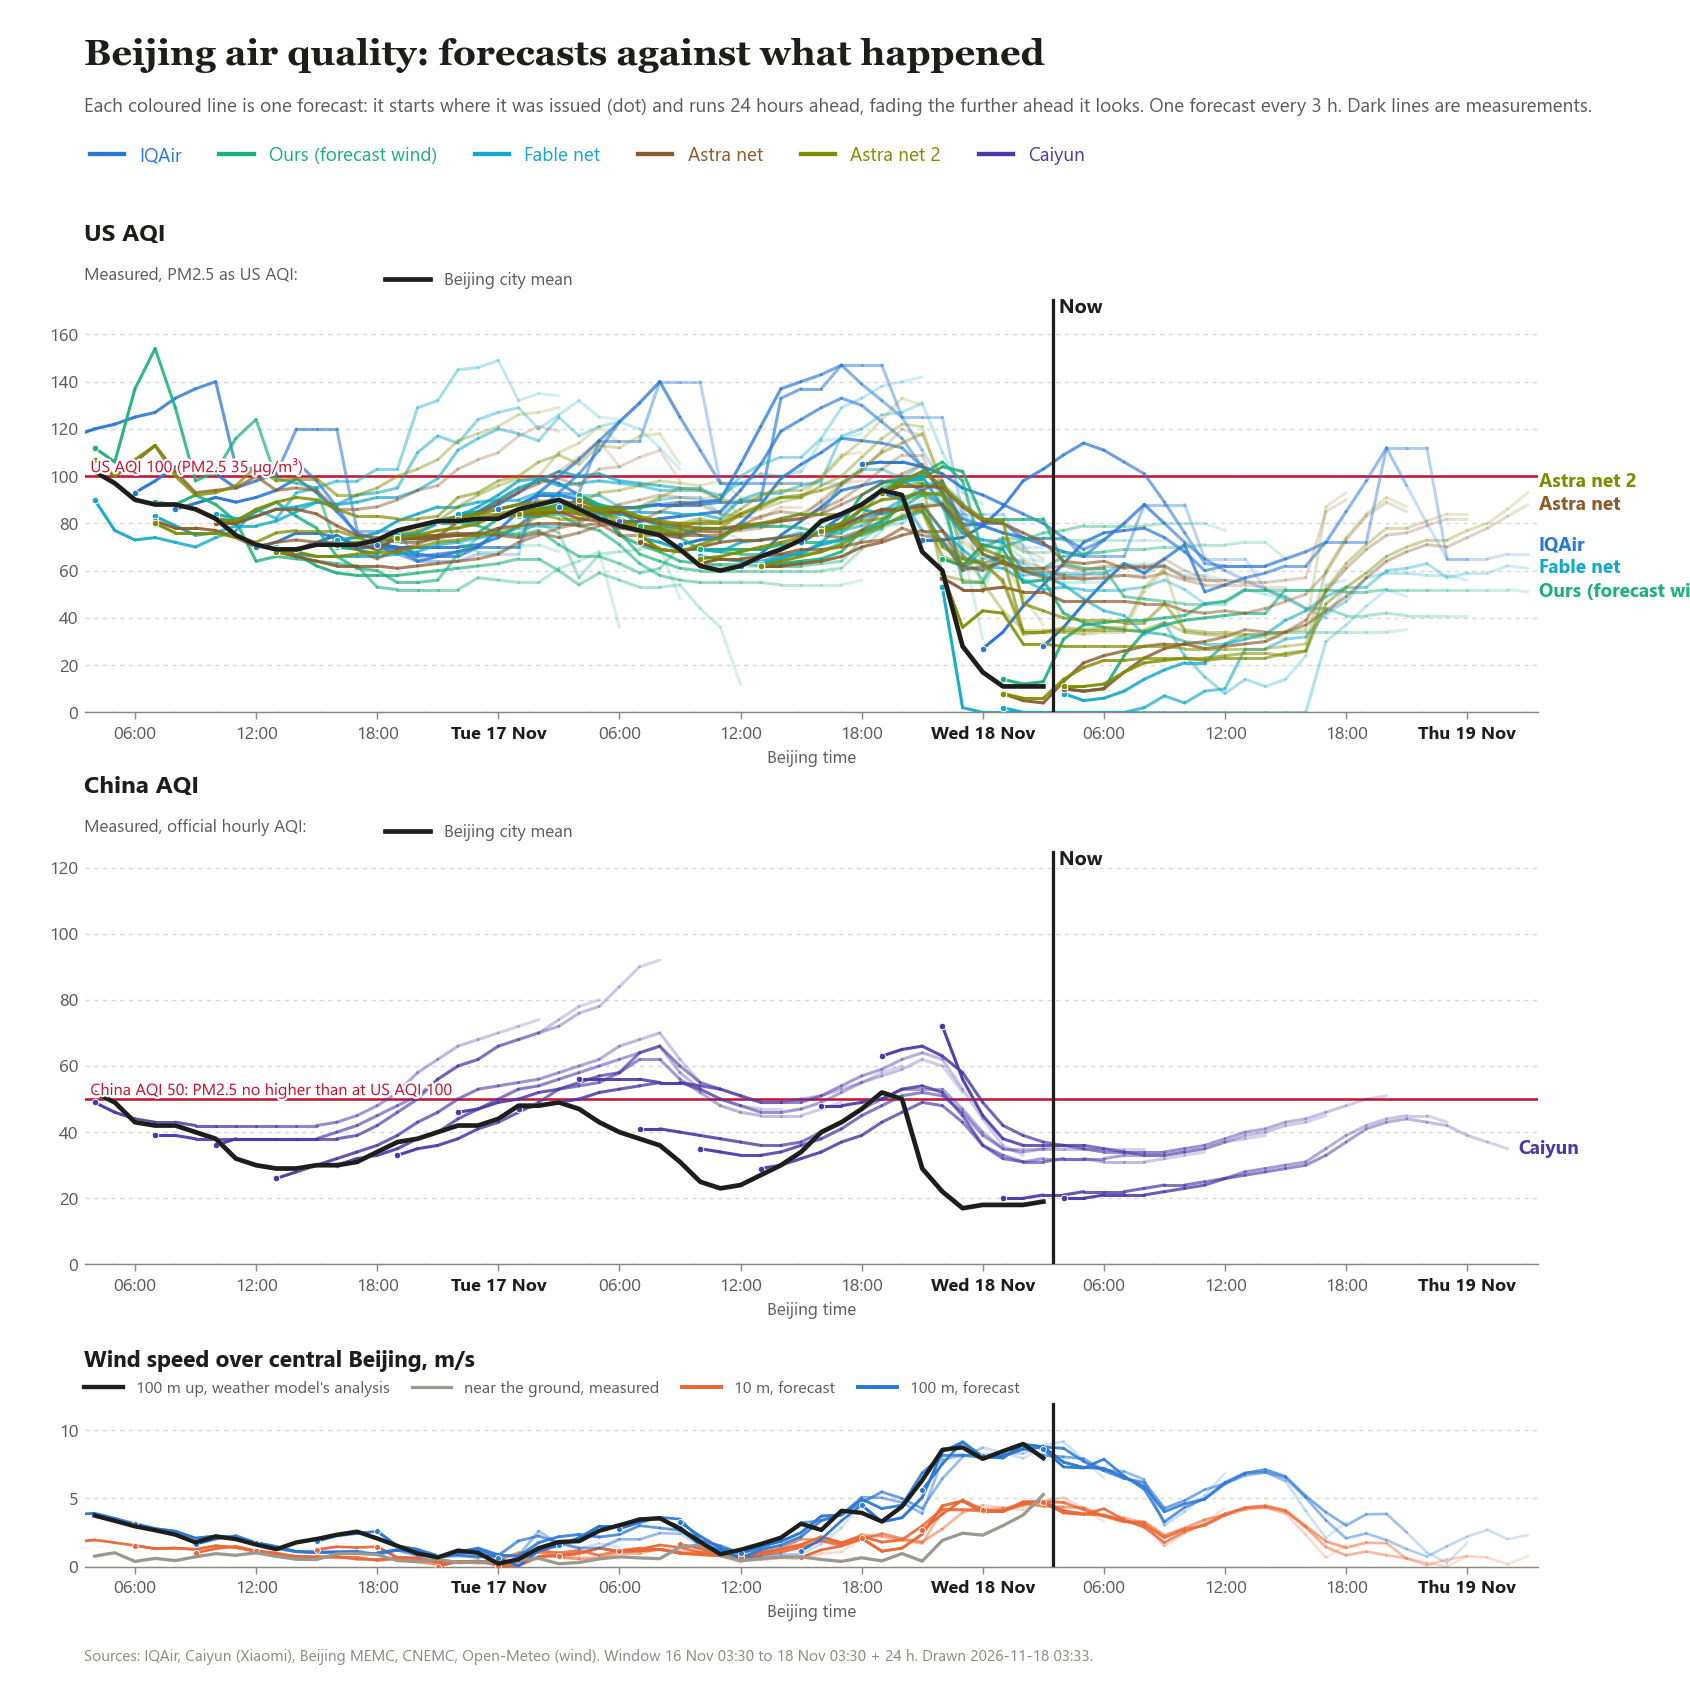 Beijing air quality: forecasts against what happened
Each coloured line is one forecast: it starts where it was issued (dot) and runs 24 hours ahead, fading the further ahead it looks. One forecast every 3 h. Dark lines are measurements.
IQAir Ours (forecast wind) Fable net Astra net Astra net 2 Caiyun
US AQI
Measured, PM2.5 as US AQI: Beijing city mean
Now
160
140
120
US AQI 100 (PM2.5 35 µg/m³)
100
80
60
40
20
0
Astra net 2
Astra net
IQAir
Fable net
Ours (forecast wi
06:00 12:00 18:00 Tue 17 Nov 06:00 12:00 18:00 Wed 18 Nov 06:00 12:00 18:00 Thu 19 Nov
Beijing time
China AQI
Measured, official hourly AQI: Beijing city mean
Now
120
100
80
60
China AQI 50: PM2.5 no higher than at US AQI 100
40
20
0
Caiyun
06:00 12:00 18:00 Tue 17 Nov 06:00 12:00 18:00 Wed 18 Nov 06:00 12:00 18:00 Thu 19 Nov
Beijing time
Wind speed over central Beijing, m/s
100 m up, weather model's analysis near the ground, measured 10 m, forecast 100 m, forecast
10
5
0
06:00 12:00 18:00 Tue 17 Nov 06:00 12:00 18:00 Wed 18 Nov 06:00 12:00 18:00 Thu 19 Nov
Beijing time
Sources: IQAir, Caiyun (Xiaomi), Beijing MEMC, CNEMC, Open-Meteo (wind). Window 16 Nov 03:30 to 18 Nov 03:30 + 24 h. Drawn 2026-11-18 03:33.